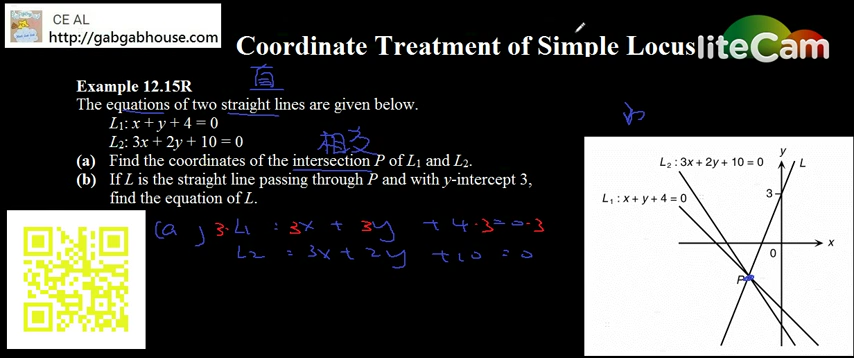 CE AL
http://gabgabhouse.com
liteCam
Coordinate Treatment of Simple Locus
Example 12.15R
直
The equations of two straight lines are given below.
L₁: x + y + 4 = 0
L₂: 3x + 2y + 10 = 0
相交
(a) Find the coordinates of the intersection P of L₁ and L₂.
(b) If L is the straight line passing through P and with y-intercept 3,
find the equation of L.
(a) 3·L1 : 3x + 3y + 4·3 = 0·3
L2 = 3x + 2y + 10 = 0
y
L₂ : 3x + 2y + 10 = 0
L
3
L₁ : x + y + 4 = 0
x
0
P